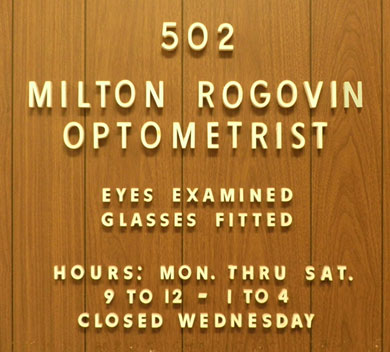 502
MILTON ROGOVIN
OPTOMETRIST
EYES EXAMINED
GLASSES FITTED
HOURS: MON. THRU SAT.
9 TO 12 - 1 TO 4
CLOSED WEDNESDAY